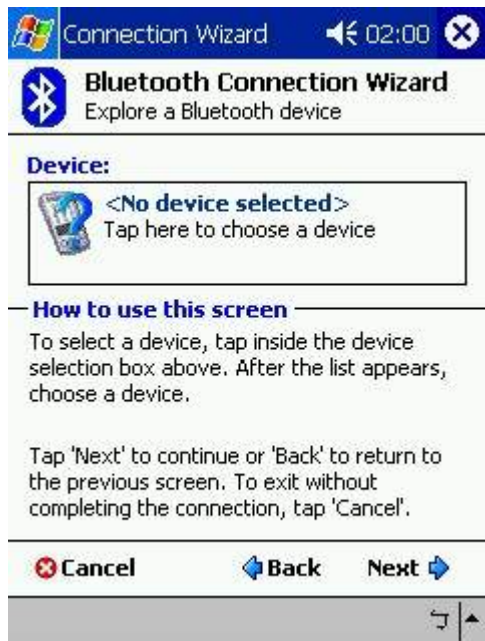 Connection Wizard 02:00
Bluetooth Connection Wizard
Explore a Bluetooth device
Device:
<No device selected>
Tap here to choose a device
How to use this screen
To select a device, tap inside the device
selection box above. After the list appears,
choose a device.
Tap 'Next' to continue or 'Back' to return to
the previous screen. To exit without
completing the connection, tap 'Cancel'.
Cancel Back Next